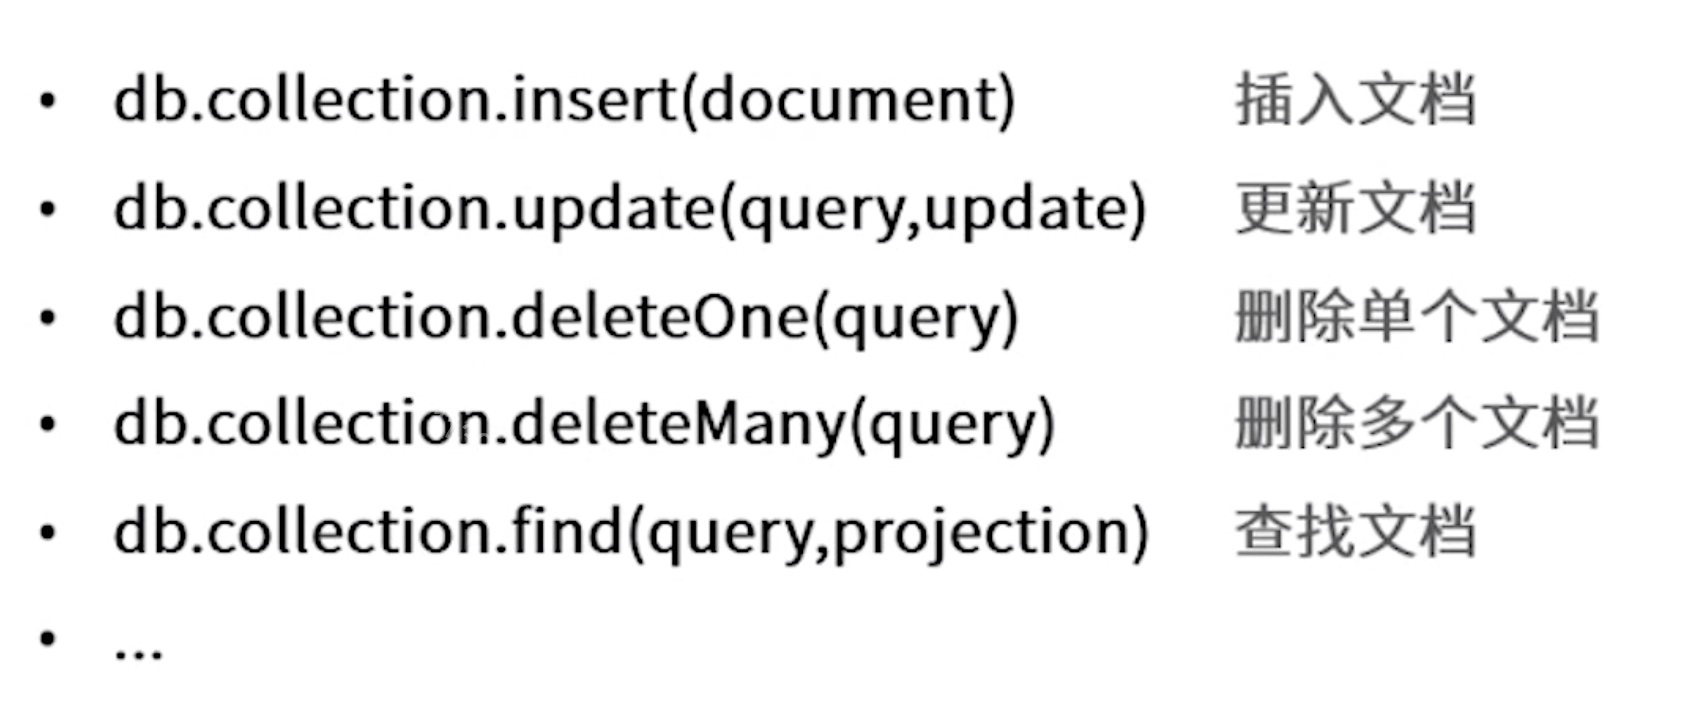 • db.collection.insert(document) 插入文档
• db.collection.update(query,update) 更新文档
• db.collection.deleteOne(query) 删除单个文档
• db.collection.deleteMany(query) 删除多个文档
• db.collection.find(query,projection) 查找文档
• ...